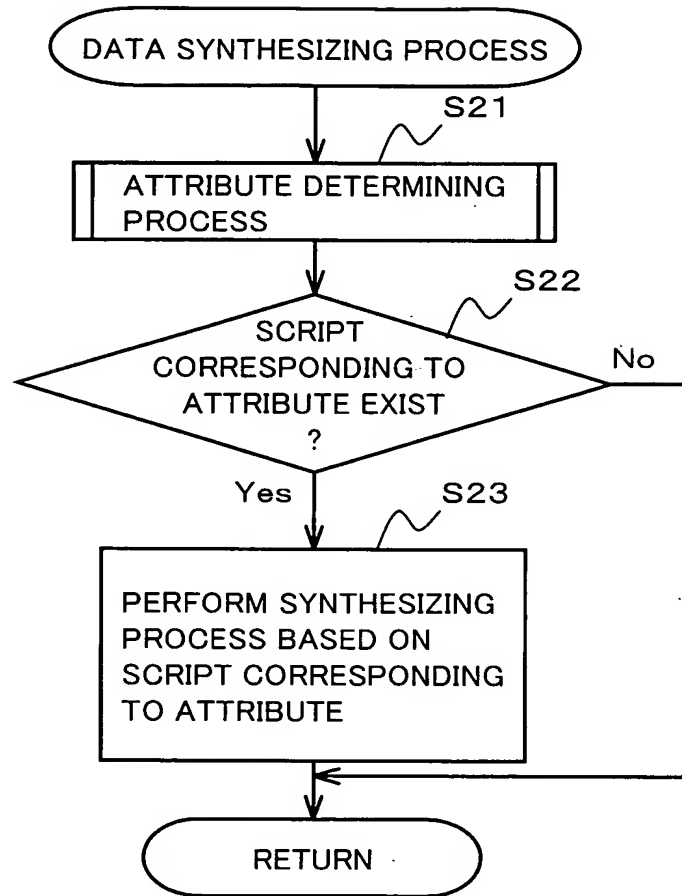 DATA SYNTHESIZING PROCESS
S21
ATTRIBUTE DETERMINING
PROCESS
S22
SCRIPT
CORRESPONDING TO
ATTRIBUTE EXIST
?
No
Yes
S23
PERFORM SYNTHESIZING
PROCESS BASED ON
SCRIPT CORRESPONDING
TO ATTRIBUTE
RETURN